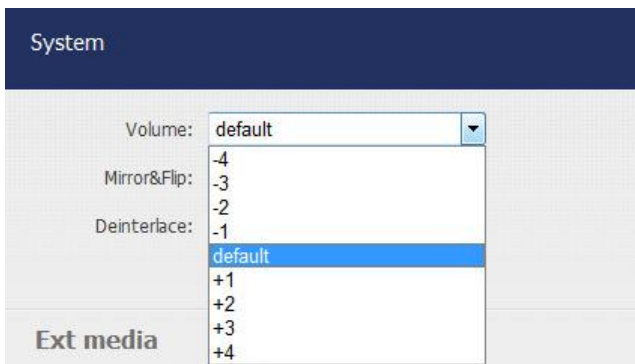 System
Volume: default
-4
Mirror&Flip: -3
-2
Deinterlace: -1
default
+1
+2
+3
Ext media
+4